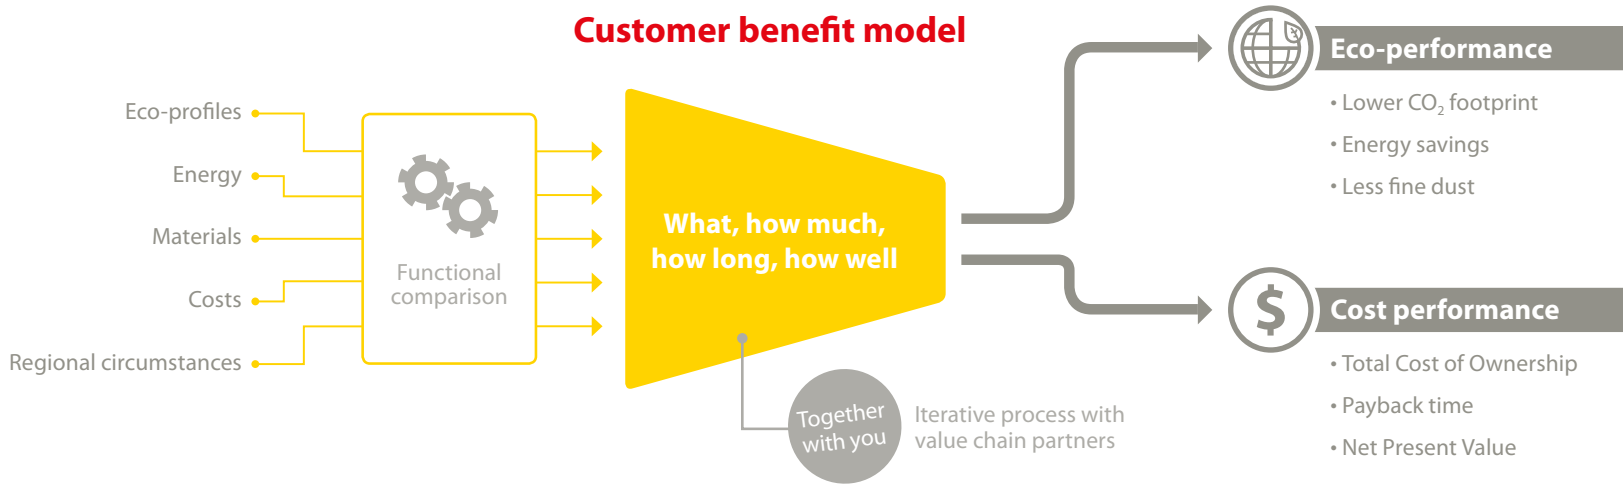 Customer benefit model
Eco-profiles
Energy
Materials
Costs
Regional circumstances
Functional
comparison
What, how much,
how long, how well
Together
with you
Iterative process with
value chain partners
Eco-performance
• Lower CO₂ footprint
• Energy savings
• Less fine dust
$
Cost performance
• Total Cost of Ownership
• Payback time
• Net Present Value